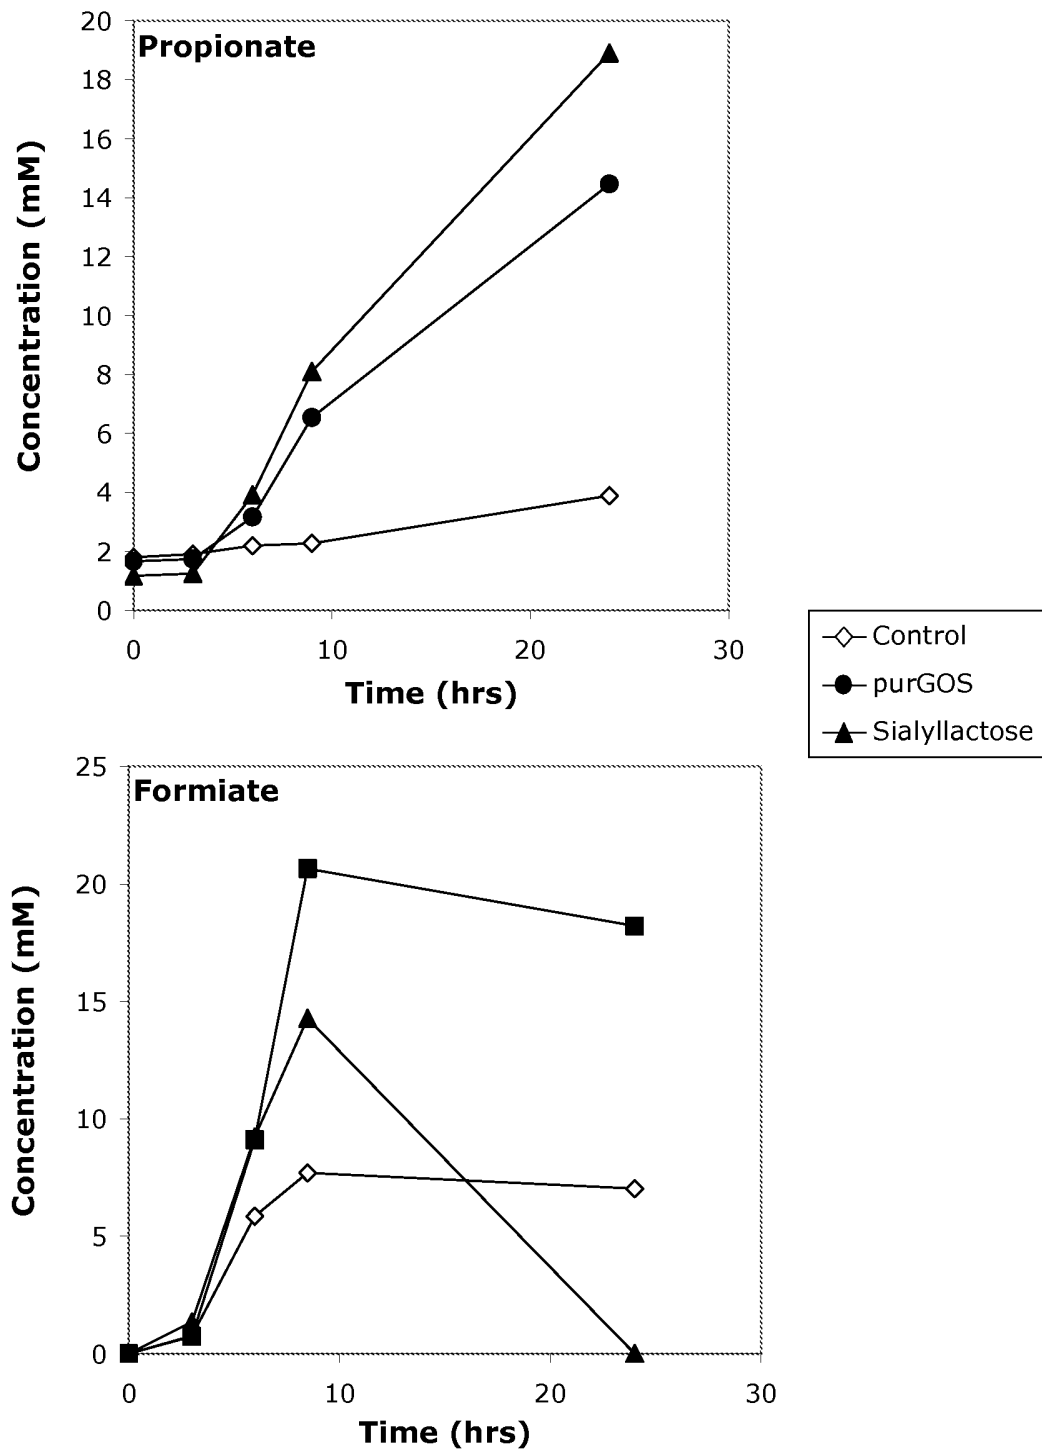 Propionate
Concentration (mM)
20
18
16
14
12
10
8
6
4
2
0
0 10 20 30
Time (hrs)
Control
purGOS
Sialyllactose
Formiate
Concentration (mM)
25
20
15
10
5
0
0 10 20 30
Time (hrs)